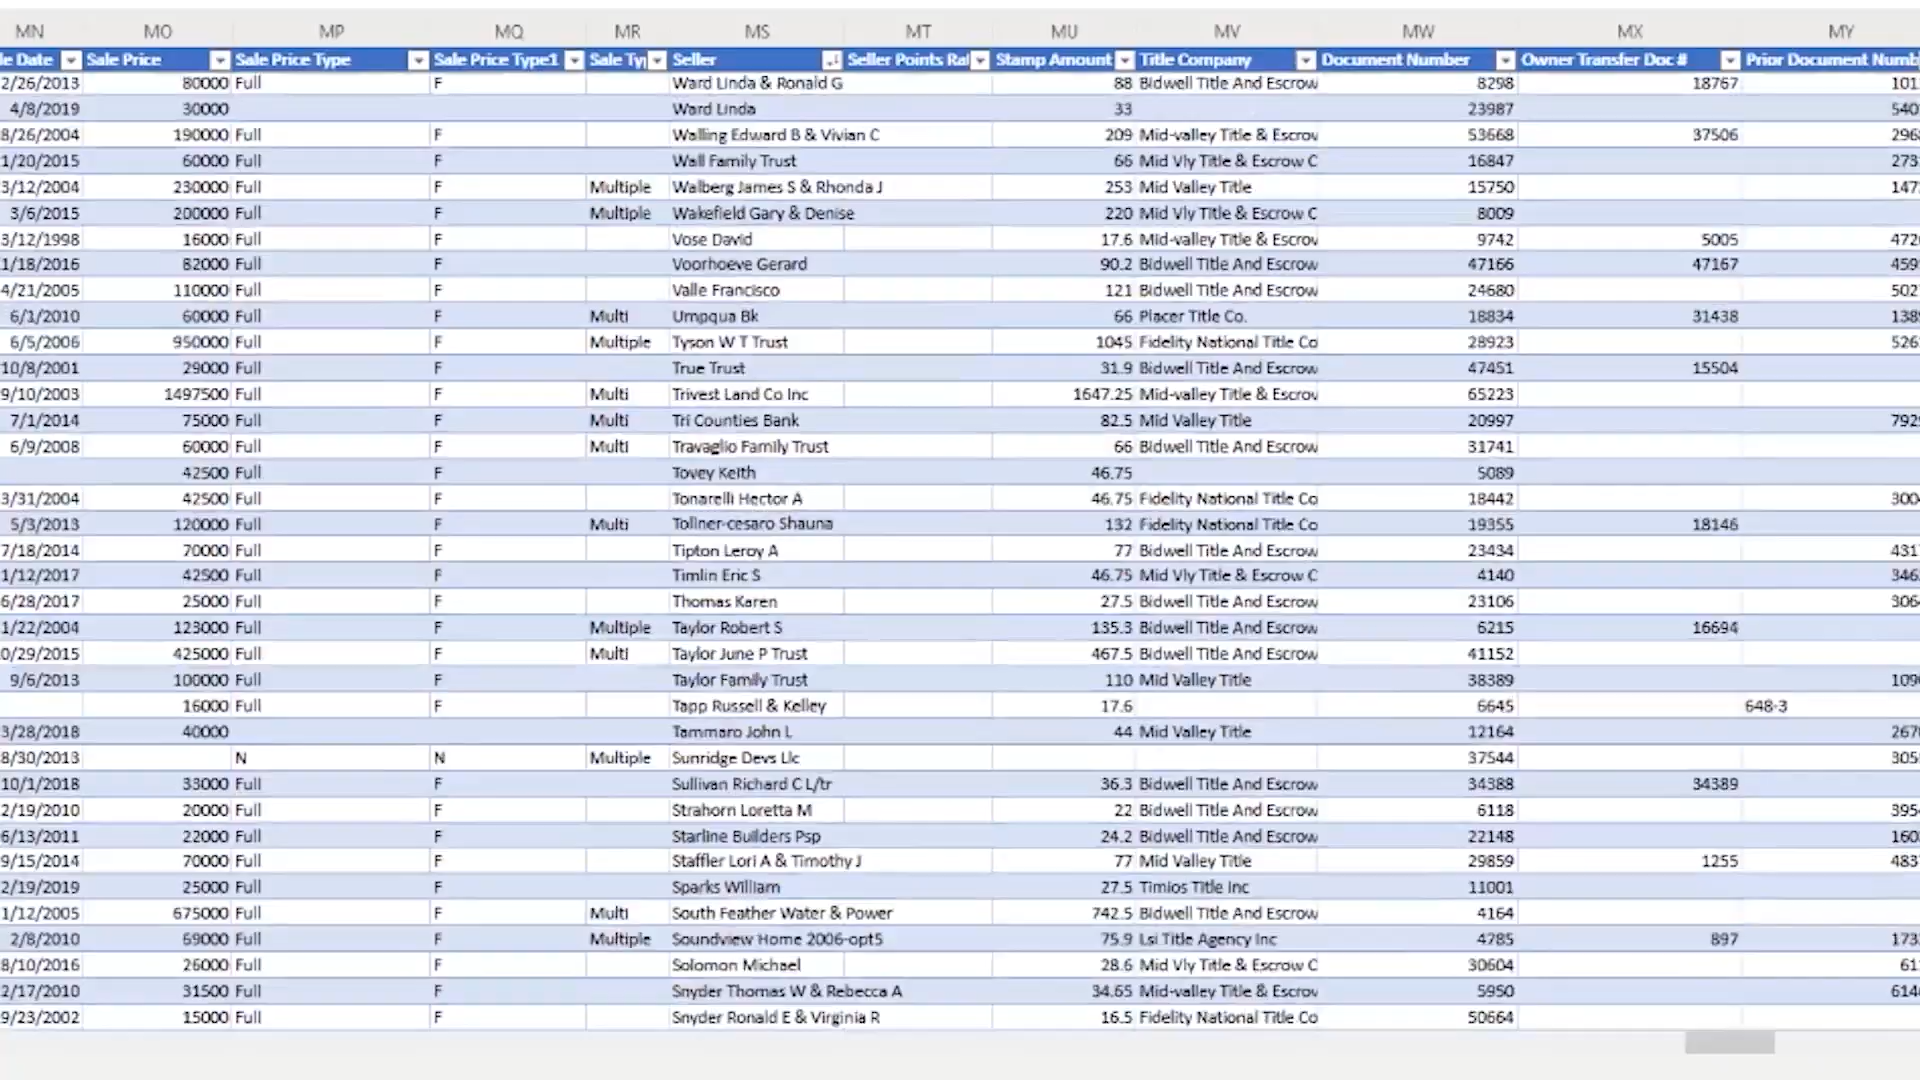 MN MO MP MQ MR MS MT MU MV MW MX MY
le Date Sale Price Sale Price Type Sale Price Type1 Sale Ty Seller Seller Points Ra Stamp Amount Title Company Document Number Owner Transfer Doc # Prior Document Numb
2/26/2013 80000 Full F Ward Linda & Ronald G 88 Bidwell Title And Escrow 8298 18767 101
4/8/2019 30000 Ward Linda 33 23987 540
8/26/2004 190000 Full F Walling Edward B & Vivian C 209 Mid-valley Title & Escrov 53668 37506 296
1/20/2015 60000 Full F Wall Family Trust 66 Mid Vly Title & Escrow C 16847 273
3/12/2004 230000 Full F Multiple Walberg James S & Rhonda J 253 Mid Valley Title 15750 147
3/6/2015 200000 Full F Multiple Wakefield Gary & Denise 220 Mid Vly Title & Escrow C 8009
3/12/1998 16000 Full F Vose David 17.6 Mid-valley Title & Escrov 9742 5005 472
1/18/2016 82000 Full F Voorhoeve Gerard 90.2 Bidwell Title And Escrow 47166 47167 459
4/21/2005 110000 Full F Valle Francisco 121 Bidwell Title And Escrow 24680 502
6/1/2010 60000 Full F Multi Umpqua Bk 66 Placer Title Co. 18834 31438 138
6/5/2006 950000 Full F Multiple Tyson W T Trust 1045 Fidelity National Title Co 28923 526
10/8/2001 29000 Full F True Trust 31.9 Bidwell Title And Escrow 47451 15504
9/10/2003 1497500 Full F Multi Trivest Land Co Inc 1647.25 Mid-valley Title & Escrov 65223
7/1/2014 75000 Full F Multi Tri Counties Bank 82.5 Mid Valley Title 20997 792
6/9/2008 60000 Full F Multi Travaglio Family Trust 66 Bidwell Title And Escrow 31741
42500 Full F Tovey Keith 46.75 5089
3/31/2004 42500 Full F Tonarelli Hector A 46.75 Fidelity National Title Co 18442 300
5/3/2013 120000 Full F Multi Tollner-cesaro Shauna 132 Fidelity National Title Co 19355 18146
7/18/2014 70000 Full F Tipton Leroy A 77 Bidwell Title And Escrow 23434 431
1/12/2017 42500 Full F Timlin Eric S 46.75 Mid Vly Title & Escrow C 4140 346
6/28/2017 25000 Full F Thomas Karen 27.5 Bidwell Title And Escrow 23106 306
1/22/2004 123000 Full F Multiple Taylor Robert S 135.3 Bidwell Title And Escrow 6215 16694
0/29/2015 425000 Full F Multi Taylor June P Trust 467.5 Bidwell Title And Escrow 41152
9/6/2013 100000 Full F Taylor Family Trust 110 Mid Valley Title 38389 109
16000 Full F Tapp Russell & Kelley 17.6 6645 648-3
3/28/2018 40000 Tammaro John L 44 Mid Valley Title 12164 267
8/30/2013 N N Multiple Sunridge Devs Llc 37544 305
10/1/2018 33000 Full F Sullivan Richard C L/tr 36.3 Bidwell Title And Escrow 34388 34389
2/19/2010 20000 Full F Strahorn Loretta M 22 Bidwell Title And Escrow 6118 395
6/13/2011 22000 Full F Starline Builders Psp 24.2 Bidwell Title And Escrow 22148 160
9/15/2014 70000 Full F Staffler Lori A & Timothy J 77 Mid Valley Title 29859 1255 483
2/19/2019 25000 Full F Sparks William 27.5 Timios Title Inc 11001
1/12/2005 675000 Full F Multi South Feather Water & Power 742.5 Bidwell Title And Escrow 4164
2/8/2010 69000 Full F Multiple Soundview Home 2006-opt5 75.9 Lsi Title Agency Inc 4785 897 173
8/10/2016 26000 Full F Solomon Michael 28.6 Mid Vly Title & Escrow C 30604 61
2/17/2010 31500 Full F Snyder Thomas W & Rebecca A 34.65 Mid-valley Title & Escrov 5950 614
9/23/2002 15000 Full F Snyder Ronald E & Virginia R 16.5 Fidelity National Title Co 50664